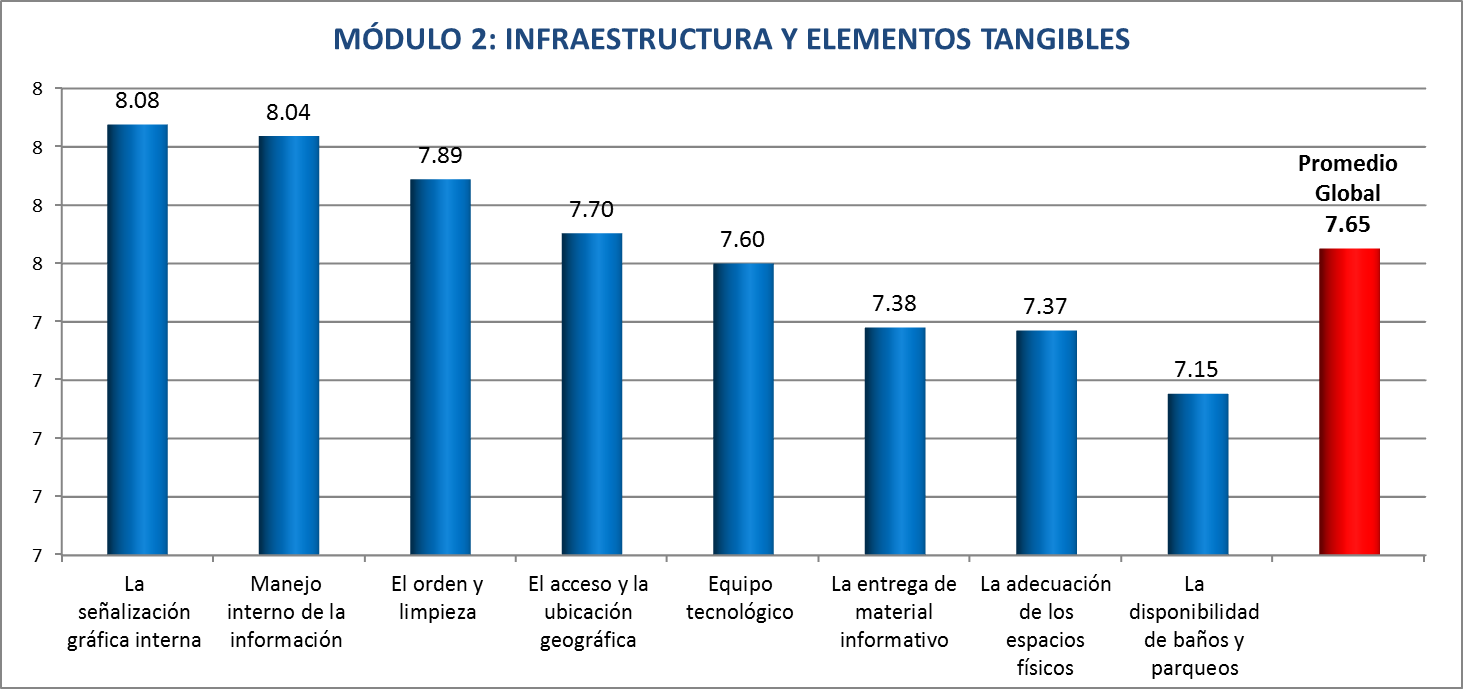 MÓDULO 2: INFRAESTRUCTURA Y ELEMENTOS TANGIBLES
8
8
8
8
7
7
7
7
7
8.08
8.04
7.89
7.70
7.60
7.38
7.37
7.15
Promedio
Global
7.65
La
señalización
gráfica interna
Manejo
interno de la
información
El orden y
limpieza
El acceso y la
ubicación
geográfica
Equipo
tecnológico
La entrega de
material
informativo
La adecuación
de los
espacios
físicos
La
disponibilidad
de baños y
parqueos